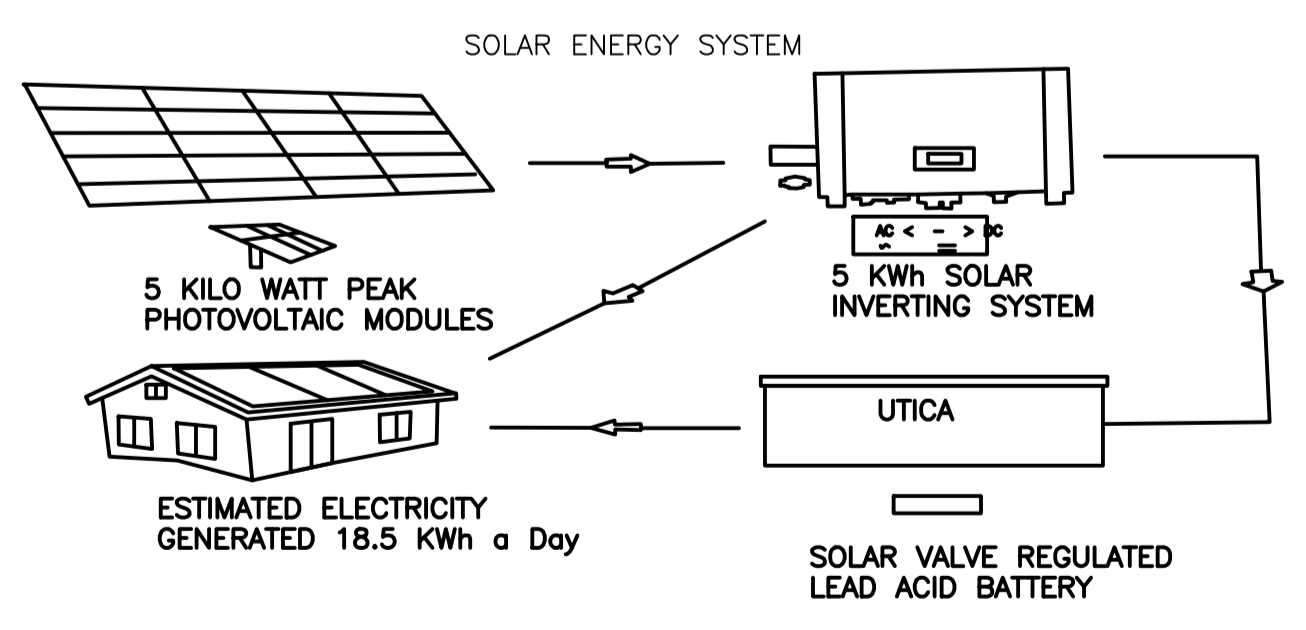 SOLAR ENERGY SYSTEM
AC < - > DC
~ =
5 KILO WATT PEAK
PHOTOVOLTAIC MODULES
5 KWh SOLAR
INVERTING SYSTEM
UTICA
ESTIMATED ELECTRICITY
GENERATED 18.5 KWh a Day
SOLAR VALVE REGULATED
LEAD ACID BATTERY